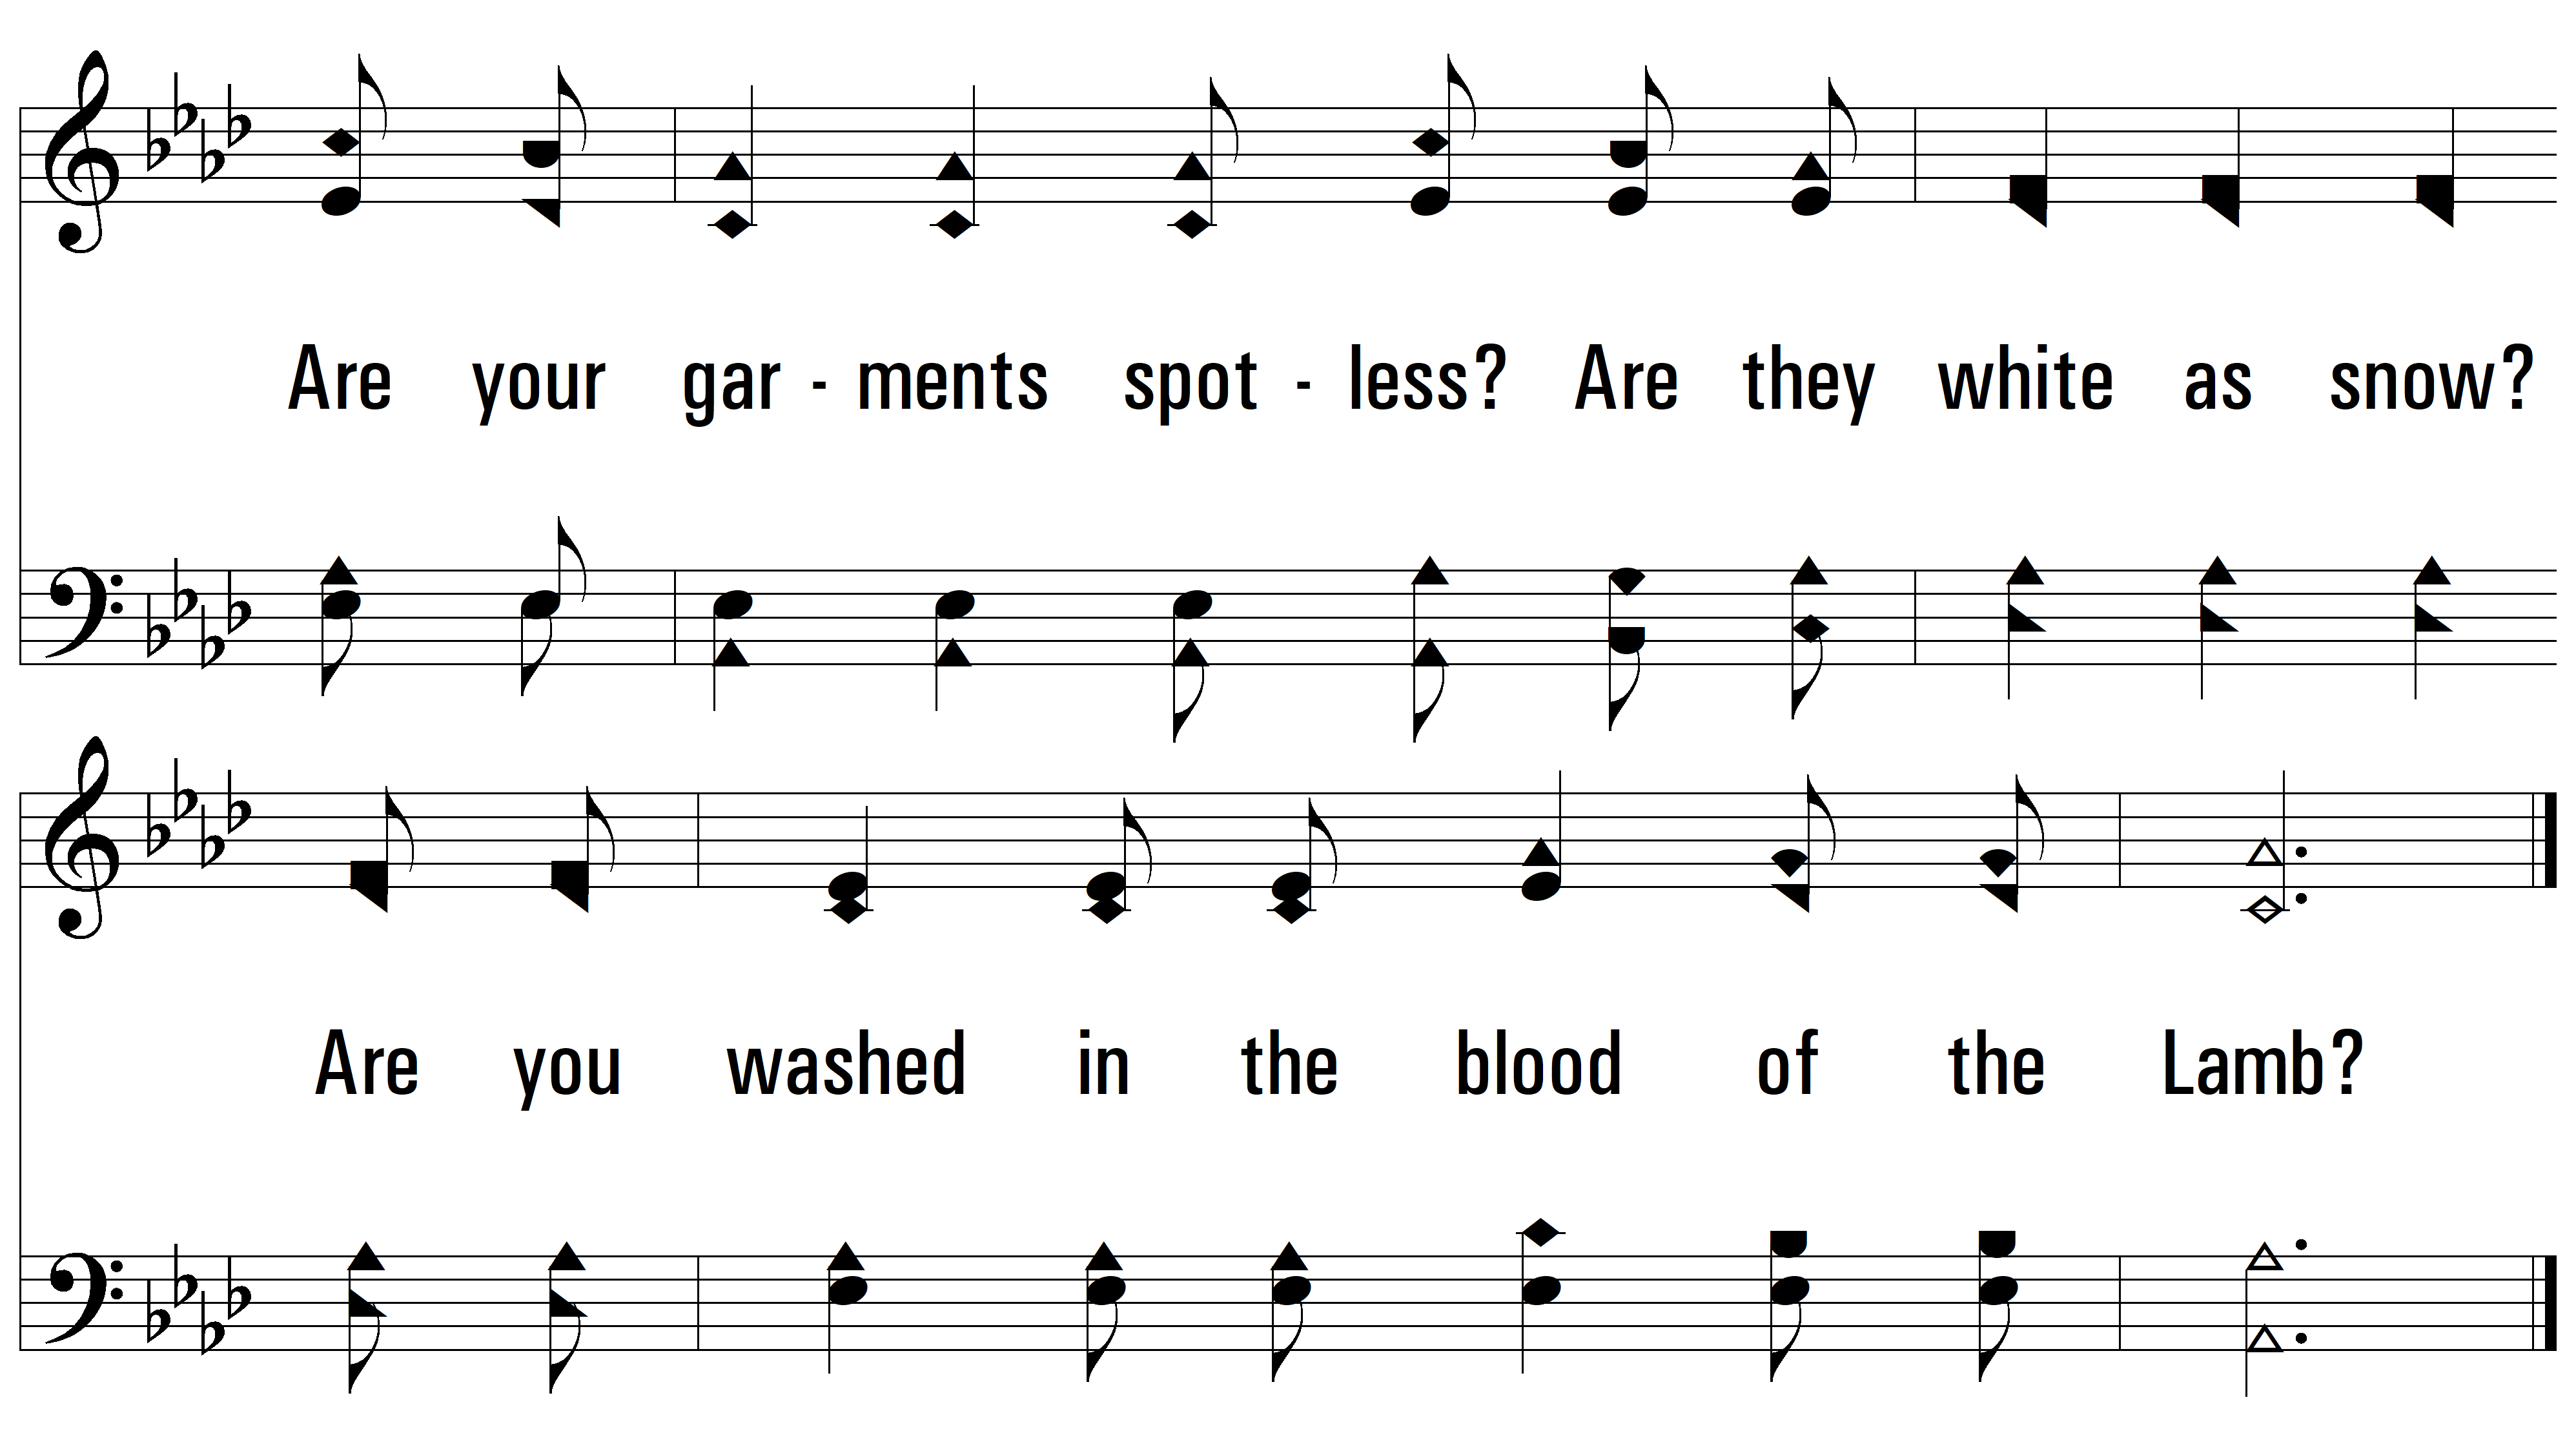 Are your gar - ments spot - less? Are they white as snow?
Are you washed in the blood of the Lamb?